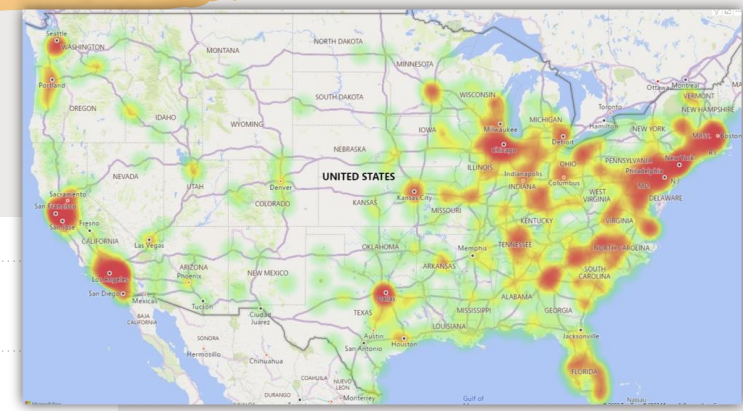 Seattle
WASHINGTON
MONTANA
NORTH DAKOTA
MINNESOTA
Ottawa
Montreal
Portland
OREGON
IDAHO
SOUTH DAKOTA
WISCONSIN
MICHIGAN
Toronto
Hamilton
VERMONT
NEW HAMPSHIRE
WYOMING
IOWA
Milwaukee
Chicago
Detroit
NEW YORK
MASS.
Boston
NEBRASKA
NEVADA
UTAH
Denver
COLORADO
UNITED STATES
ILLINOIS
Indianapolis
INDIANA
OHIO
Columbus
PENNSYLVANIA
New York
Philadelphia
DELAWARE
Sacramento
San Francisco
San Jose
Fresno
CALIFORNIA
Las Vegas
KANSAS
Kansas City
MISSOURI
WEST
VIRGINIA
VIRGINIA
KENTUCKY
Los Angeles
San Diego
Mexicali
ARIZONA
Phoenix
Tucson
NEW MEXICO
OKLAHOMA
ARKANSAS
Memphis
TENNESSEE
NORTH CAROLINA
SOUTH
CAROLINA
BAJA
CALIFORNIA
SONORA
Hermosillo
Ciudad
Juarez
Chihuahua
Dallas
TEXAS
Austin
San Antonio
Houston
MISSISSIPPI
LOUISIANA
ALABAMA
GEORGIA
Jacksonville
FLORIDA
COAHUILA
NUEVO
LEON
DURANGO
Monterrey
Gulf of
Nassau